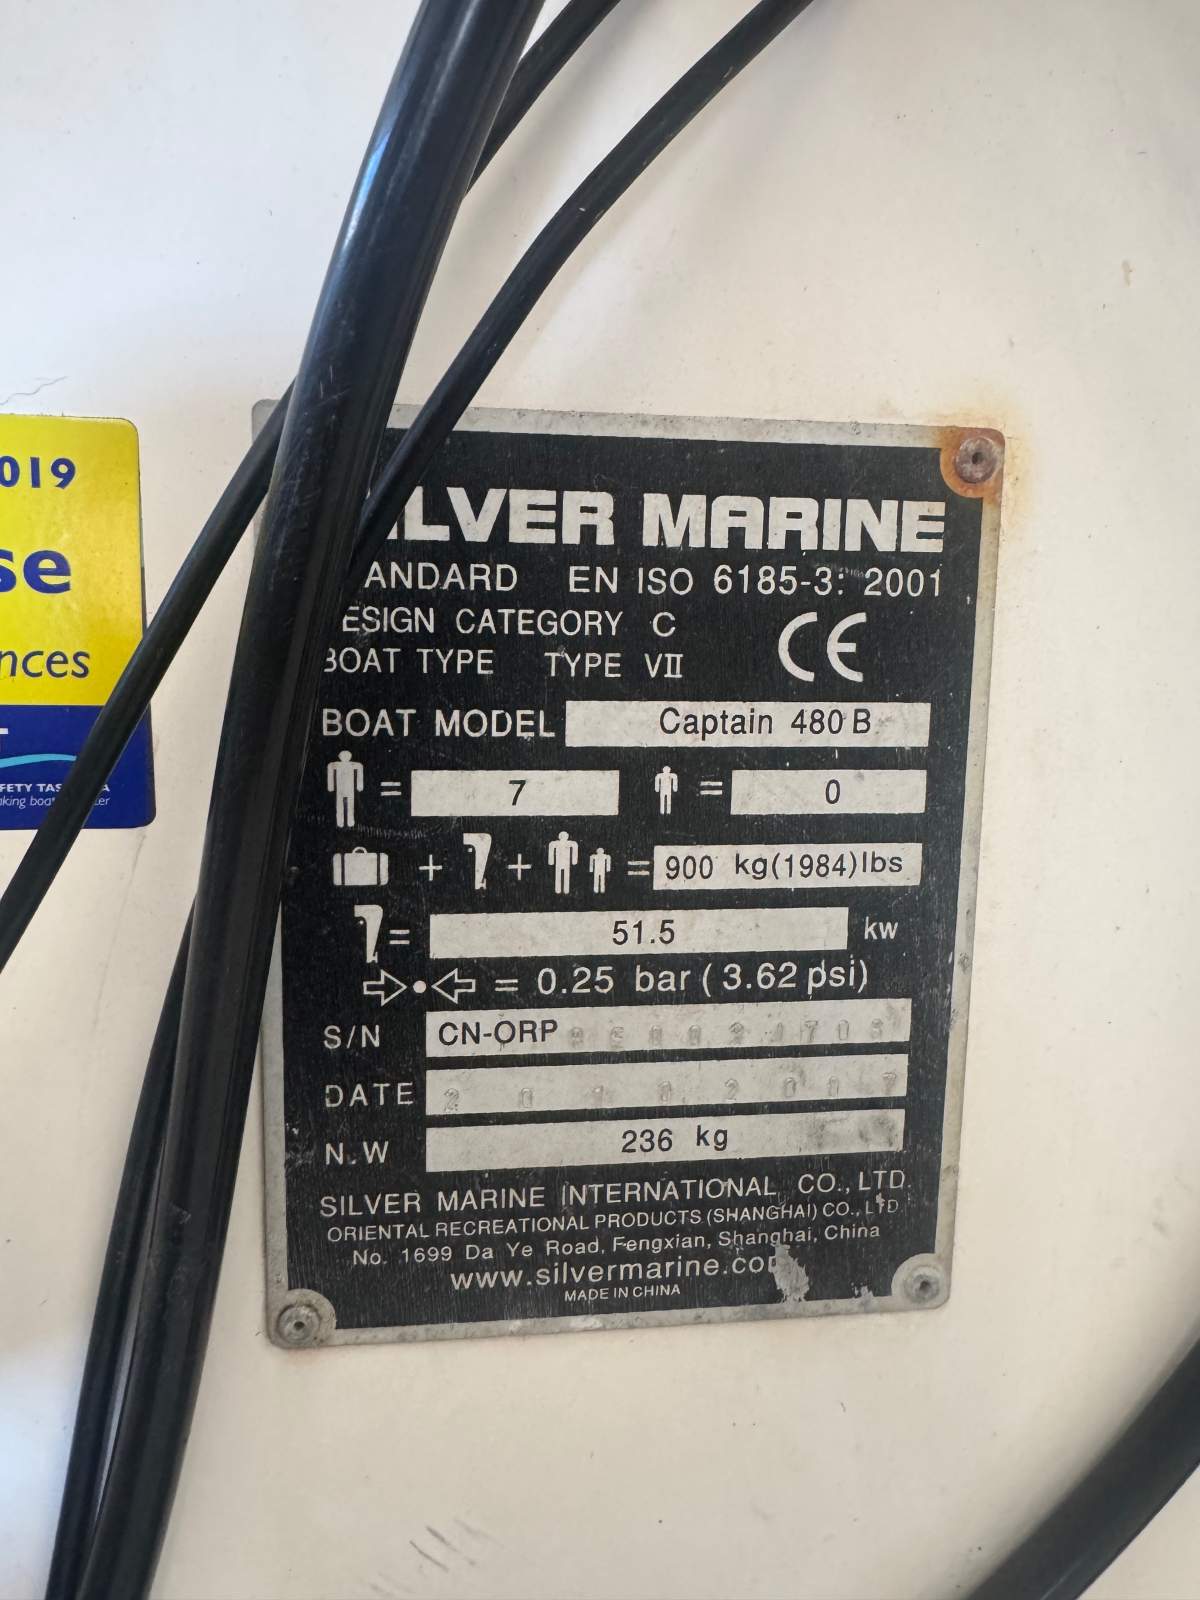 019
se
nces
SILVER MARINE
STANDARD EN ISO 6185-3: 2001
DESIGN CATEGORY C
CE
BOAT TYPE TYPE VII
BOAT MODEL Captain 480 B
= 7 = 0
+ + = 900 kg(1984)lbs
= 51.5 kw
= 0.25 bar (3.62 psi)
S/N CN-ORP
DATE
N.W 236 kg
SILVER MARINE INTERNATIONAL CO., LTD.
ORIENTAL RECREATIONAL PRODUCTS (SHANGHAI) CO., LTD.
No. 1699 Da Ye Road, Fengxian, Shanghai, China
www.silvermarine.com
MADE IN CHINA